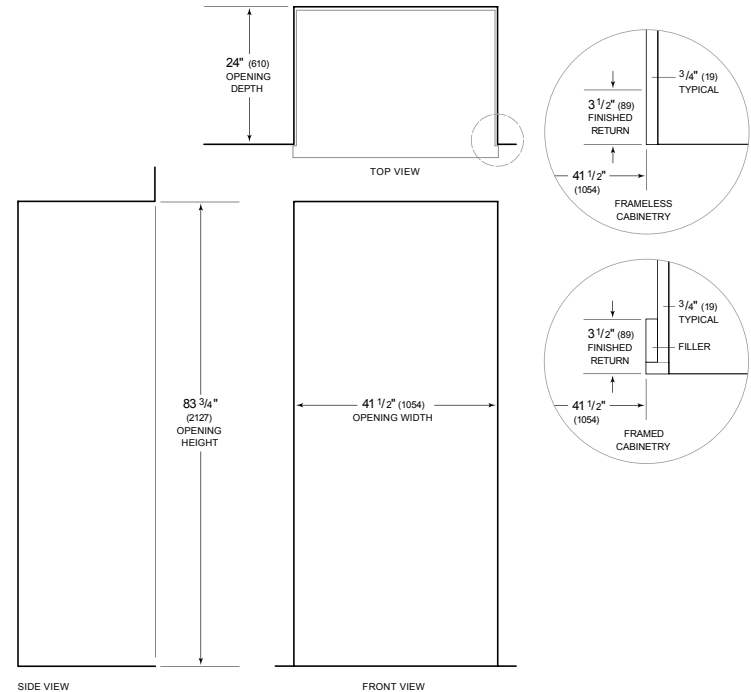 24" (610)
OPENING
DEPTH
TOP VIEW
3/4" (19)
TYPICAL
3 1/2" (89)
FINISHED
RETURN
41 1/2"
(1054)
FRAMELESS
CABINETRY
3/4" (19)
TYPICAL
3 1/2" (89)
FINISHED
RETURN
FILLER
41 1/2"
(1054)
FRAMED
CABINETRY
83 3/4"
(2127)
OPENING
HEIGHT
41 1/2" (1054)
OPENING WIDTH
SIDE VIEW
FRONT VIEW